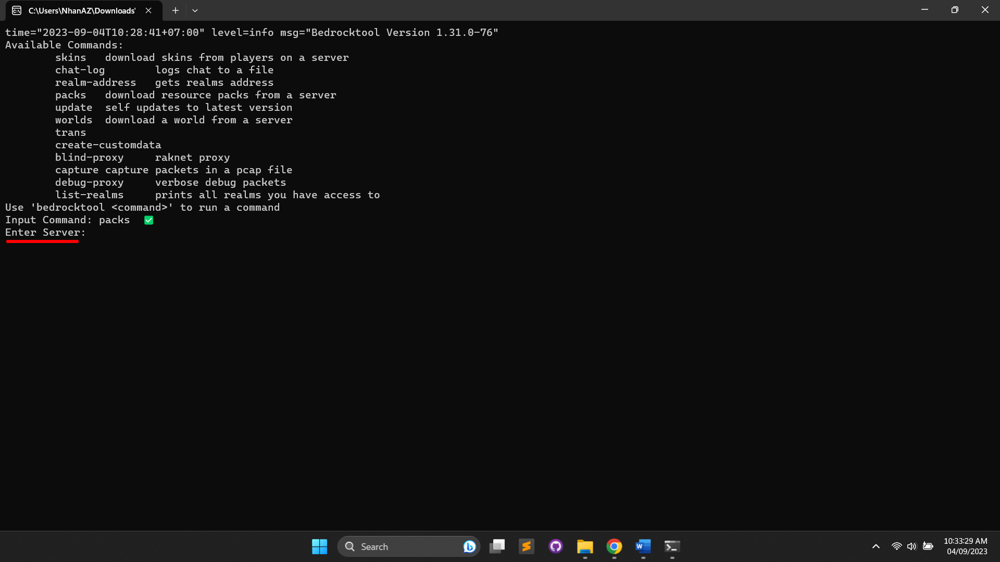 C:\Users\NhanAZ\Downloads\
time="2023-09-04T10:28:41+07:00" level=info msg="Bedrocktool Version 1.31.0-76"
Available Commands:
skins download skins from players on a server
chat-log logs chat to a file
realm-address gets realms address
packs download resource packs from a server
update self updates to latest version
worlds download a world from a server
trans
create-customdata
blind-proxy raknet proxy
capture capture packets in a pcap file
debug-proxy verbose debug packets
list-realms prints all realms you have access to
Use 'bedrocktool <command>' to run a command
Input Command: packs ✅
Enter Server:
Search
10:33:29 AM
04/09/2023